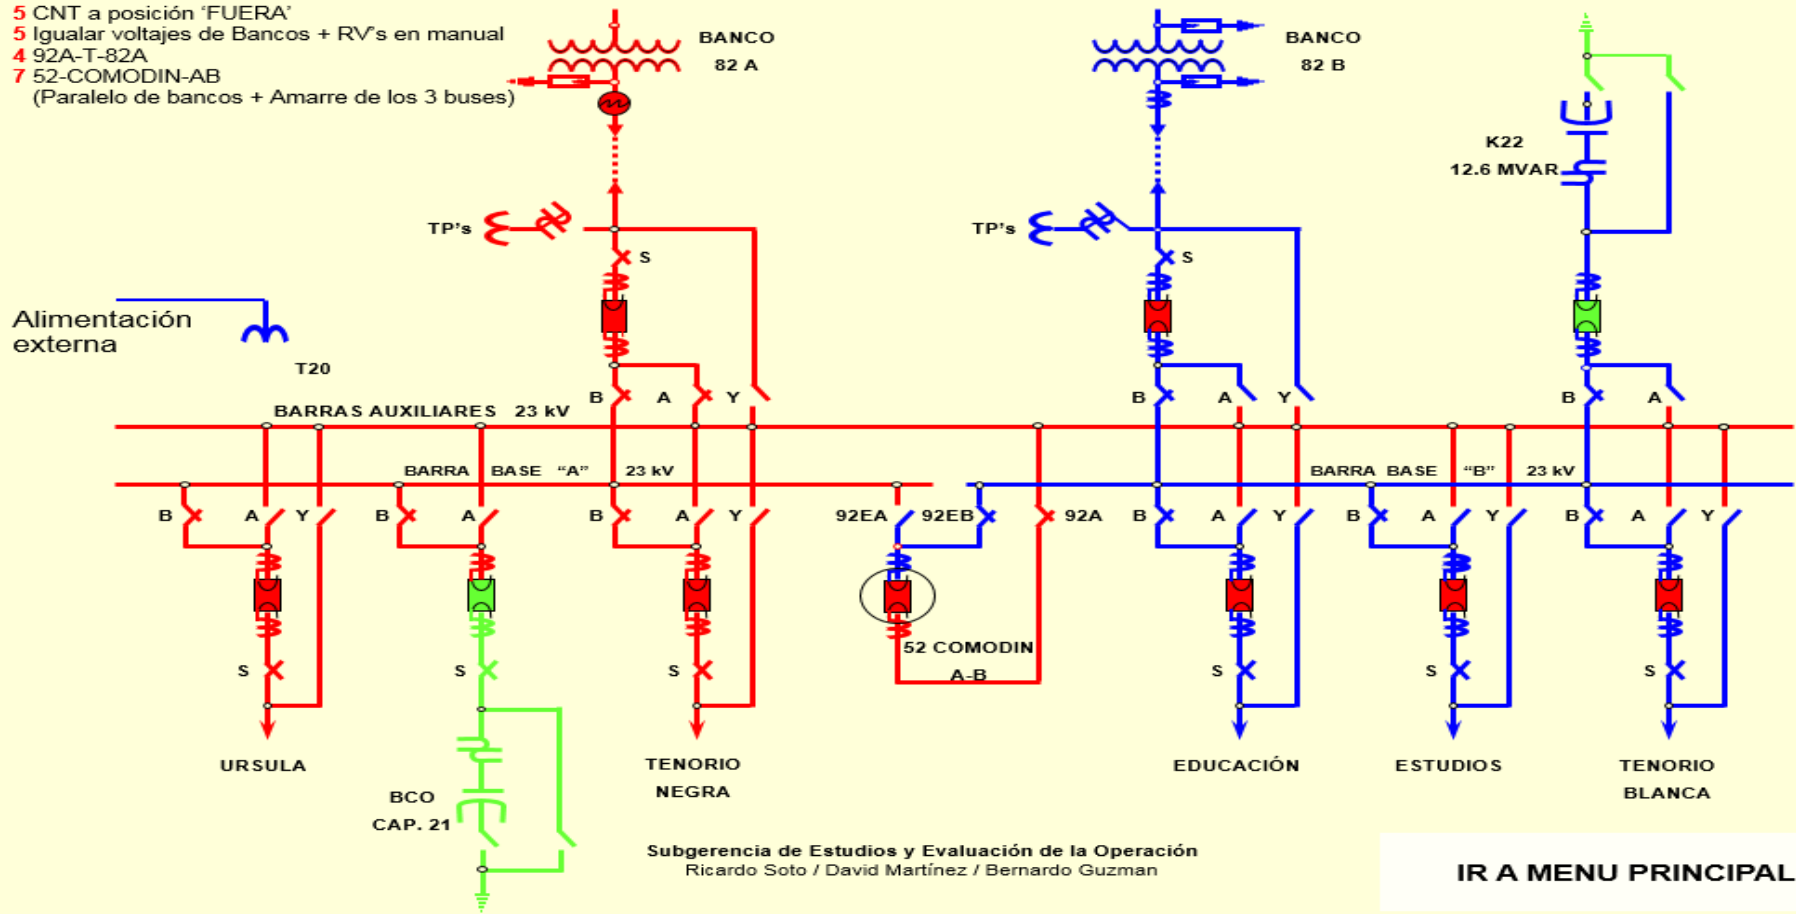 5 CNT a posición ‘FUERA’
5 Igualar voltajes de Bancos + RV's en manual
4 92A-T-82A
7 52-COMODIN-AB
(Paralelo de bancos + Amarre de los 3 buses)
BANCO
82 A
BANCO
82 B
K22
12.6 MVAR
TP's
TP's
S
S
Alimentación
externa
T20
B A Y
B A Y
B A
BARRAS AUXILIARES 23 kV
BARRA BASE “A” 23 kV
BARRA BASE “B” 23 kV
B A Y
B A
B A Y
92EA 92EB 92A
B A Y
B A Y
B A Y
52 COMODIN
A-B
S
S
S
S
S
S
URSULA
BCO
CAP. 21
TENORIO
NEGRA
EDUCACIÓN
ESTUDIOS
TENORIO
BLANCA
Subgerencia de Estudios y Evaluación de la Operación
Ricardo Soto / David Martínez / Bernardo Guzman
IR A MENU PRINCIPAL